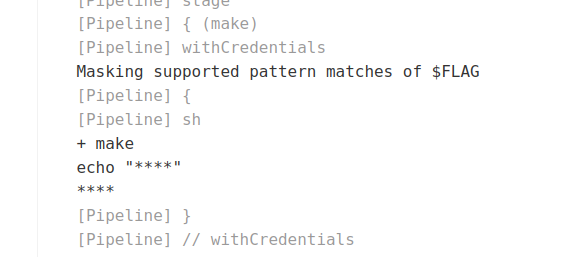 [Pipeline] stage
[Pipeline] { (make)
[Pipeline] withCredentials
Masking supported pattern matches of $FLAG
[Pipeline] {
[Pipeline] sh
+ make
echo "****"
****
[Pipeline] }
[Pipeline] // withCredentials